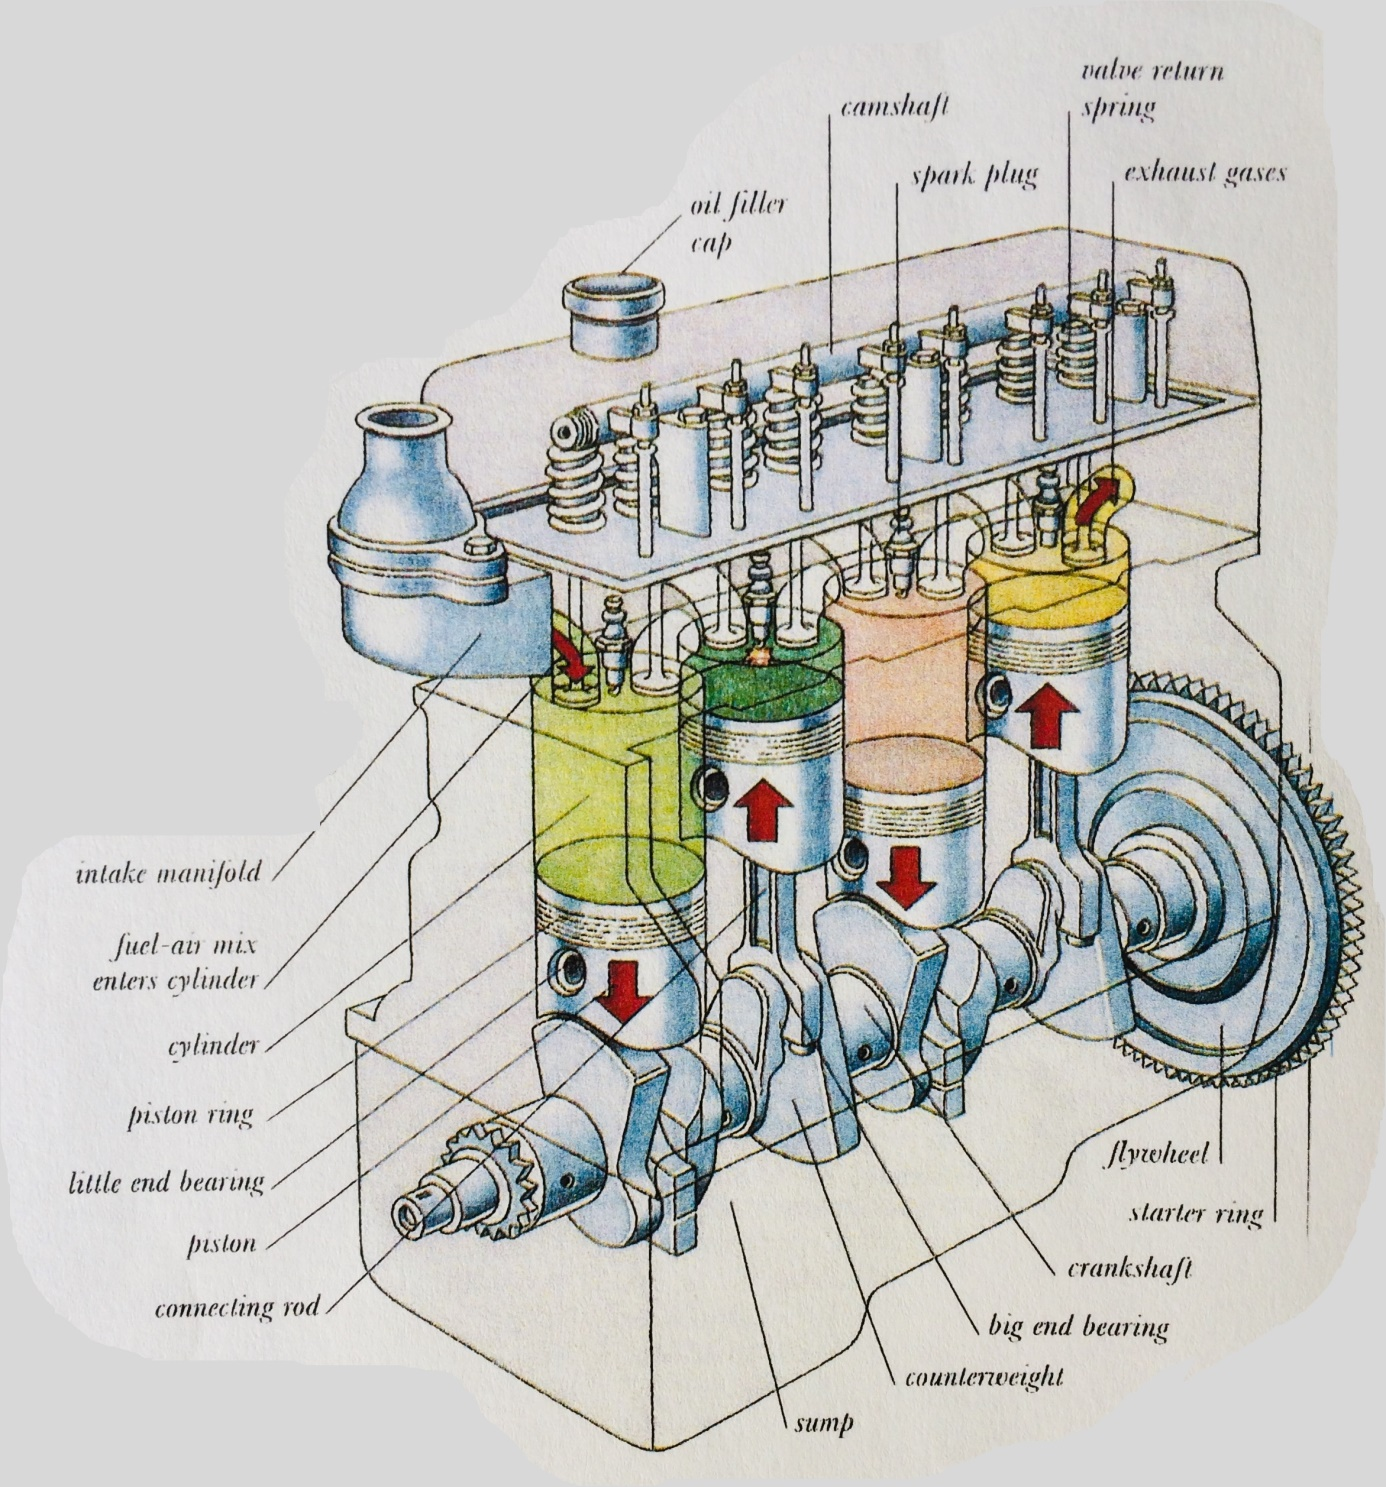 valve return
spring
camshaft
spark plug
exhaust gases
oil filler
cap
intake manifold
fuel-air mix
enters cylinder
cylinder
piston ring
little end bearing
piston
connecting rod
flywheel
starter ring
crankshaft
big end bearing
counterweight
sump